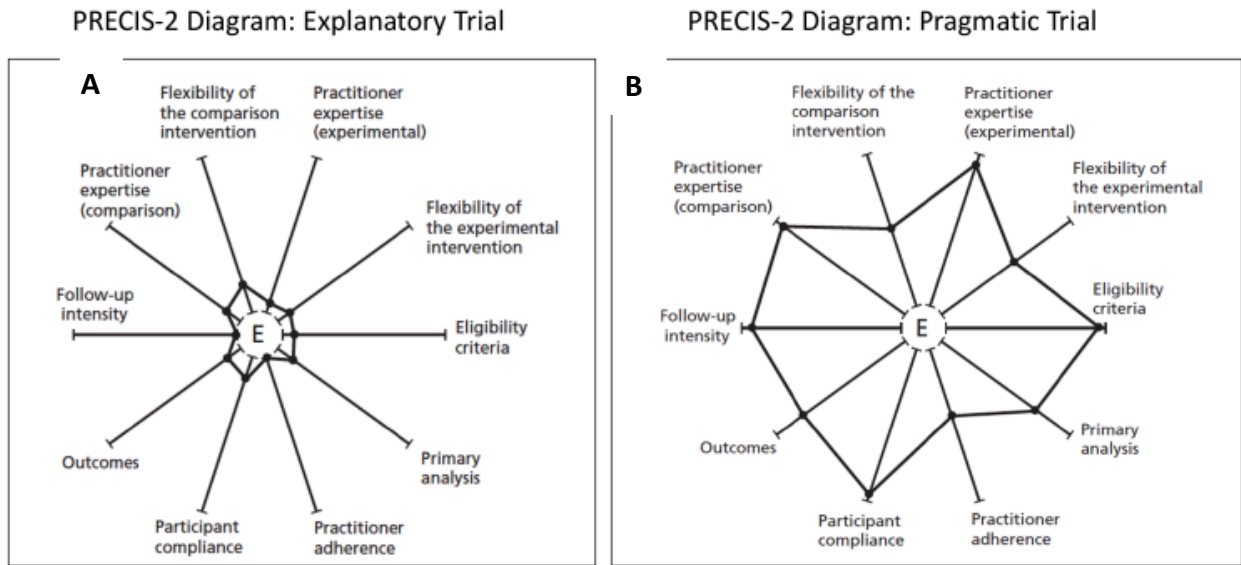 PRECIS-2 Diagram: Explanatory Trial
A
Flexibility of
the comparison
intervention
Practitioner
expertise
(experimental)
Practitioner
expertise
(comparison)
Flexibility of
the experimental
intervention
Follow-up
intensity
E
Eligibility
criteria
Outcomes
Primary
analysis
Participant
compliance
Practitioner
adherence
PRECIS-2 Diagram: Pragmatic Trial
B
Flexibility of the
comparison
intervention
Practitioner
expertise
(experimental)
Practitioner
expertise
(comparison)
Flexibility of
the experimental
intervention
Follow-up
intensity
E
Eligibility
criteria
Outcomes
Primary
analysis
Participant
compliance
Practitioner
adherence